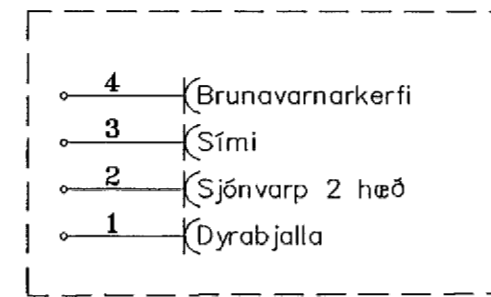 4 Brunavarnarkerfi
3 Sími
2 Sjónvarp 2 hæð
1 Dyrabjalla